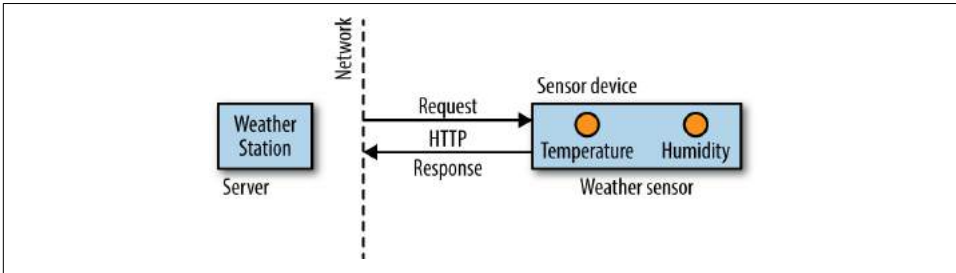 Network
Sensor device
Request
Weather
Station
HTTP
Temperature
Humidity
Response
Server
Weather sensor